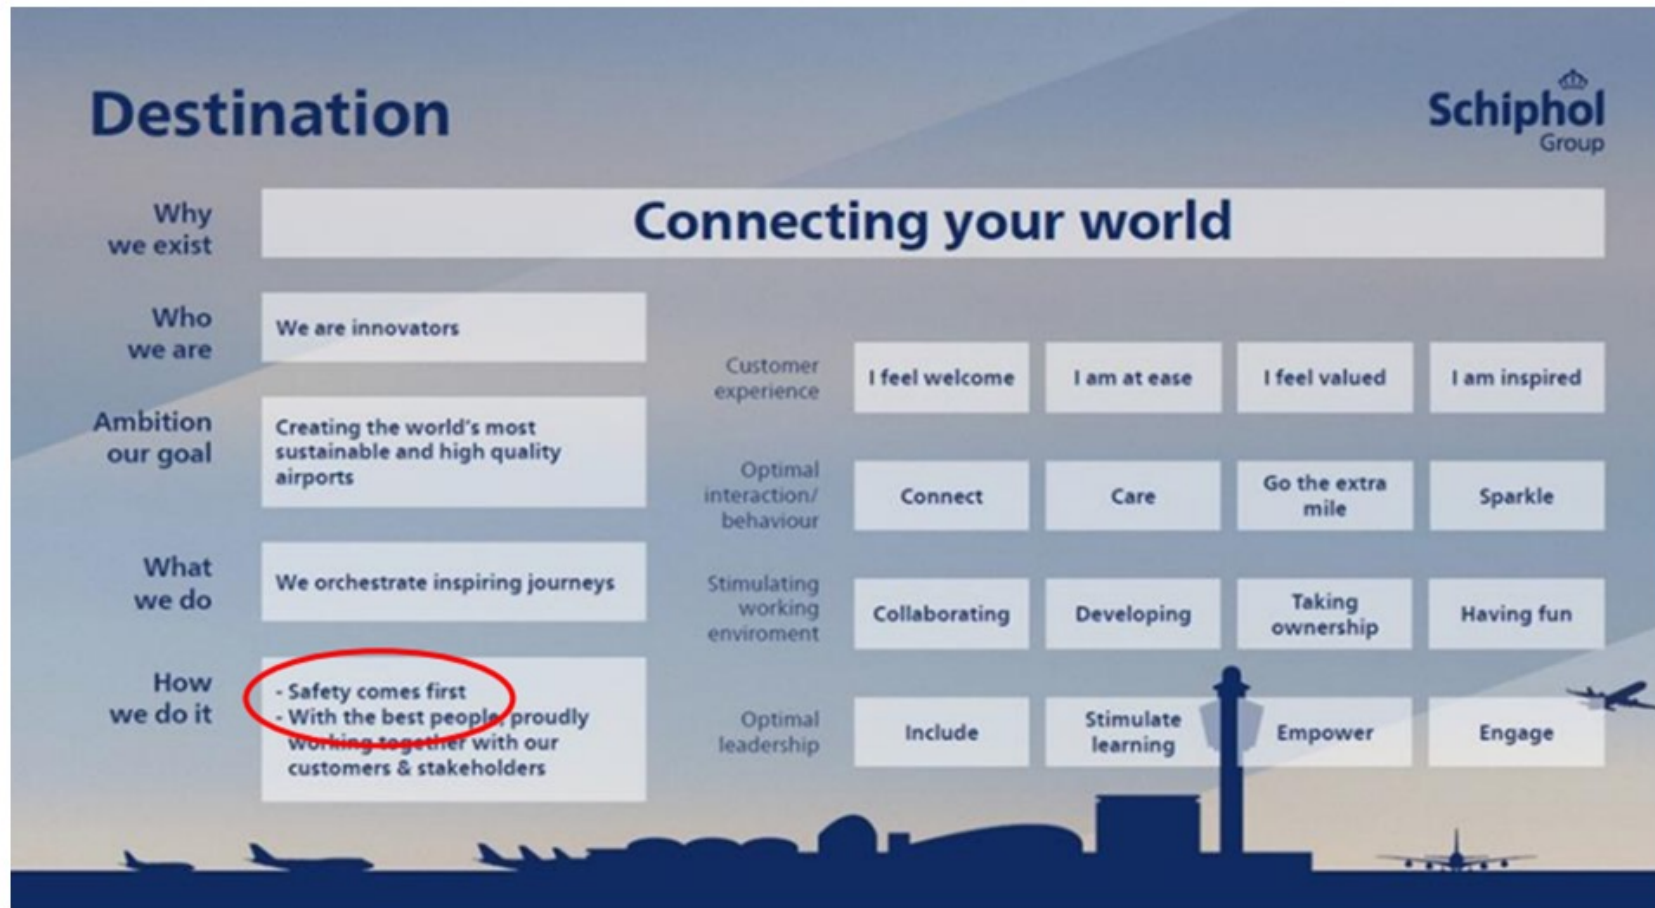 Destination
Schiphol
Group
Why
we exist
Connecting your world
Who
we are
We are innovators
Ambition
our goal
Creating the world's most
sustainable and high quality
airports
What
we do
We orchestrate inspiring journeys
How
we do it
- Safety comes first
- With the best people, proudly
working together with our
customers & stakeholders
Customer
experience
I feel welcome
I am at ease
I feel valued
I am inspired
Optimal
interaction/
behaviour
Connect
Care
Go the extra
mile
Sparkle
Stimulating
working
enviroment
Collaborating
Developing
Taking
ownership
Having fun
Optimal
leadership
Include
Stimulate
learning
Empower
Engage